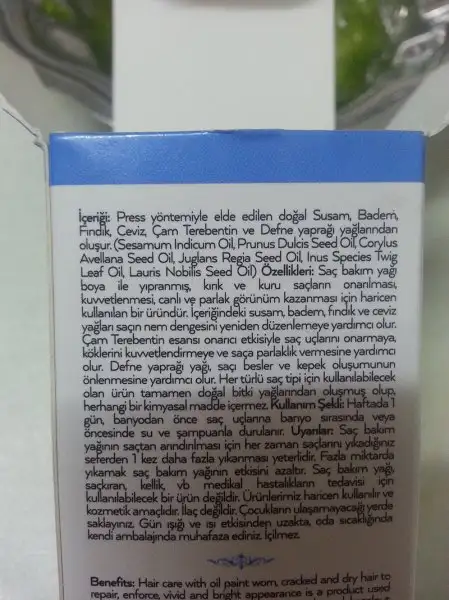 İçeriği: Press yöntemiyle elde edilen doğal Susam, Badem,
Fındık, Ceviz, Çam Terebentin ve Defne yaprağı yağlarından
oluşur. (Sesamum Indicum Oil, Prunus Dulcis Seed Oil, Corylus
Avellana Seed Oil, Juglans Regia Seed Oil, Inus Species Twig
Leaf Oil, Lauris Nobilis Seed Oil) Özellikleri: Saç bakım yağı
boya ile yıpranmış, kırık ve kuru saçların onarılması,
kuvvetlenmesi, canlı ve parlak görünüm kazanması için haricen
kullanılan bir üründür. İçeriğindeki susam, badem, fındık ve ceviz
yağları saçın nem dengesini yeniden düzenlemeye yardımcı olur.
Çam Terebentin esansı onarıcı etkisiyle saç uçlarını onarmaya,
köklerini kuvvetlendirmeye ve saça parlaklık vermesine yardımcı
olur. Defne yaprağı yağı, saçı besler ve kepek oluşumunun
önlenmesine yardımcı olur. Her türlü saç tipi için kullanılabilecek
olan ürün tamamen doğal bitki yağlarından oluşmuş olup,
herhangi bir kimyasal madde içermez. Kullanım Şekli: Haftada 1
gün, banyodan önce saç uçlarına banyo sırasında veya
öncesinde su ve şampuanla durulanır. Uyarılar: Saç bakım
yağının saçtan arındırılması için her zaman saçlarını yıkadığınız
seferden 1 kez daha fazla yıkanması yeterlidir. Fazla miktarda
yıkamak saç bakım yağının etkisini azaltır. Saç bakım yağı,
saçkıran, kellik, vb medikal hastalıkların tedavisi için
kullanılabilecek bir ürün değildir. Ürünlerimiz haricen kullanılır ve
kozmetik amaçlıdır. İlaç değildir. Çocukların ulaşamayacağı yerde
saklayınız. Gün ışığı ve ısı etkisinden uzakta, oda sıcaklığında
kendi ambalajında muhafaza ediniz. İçilmez.
Benefits: Hair care with oil paint worn, cracked and dry hair to
repair, enforce, vivid and bright appearance is a product used